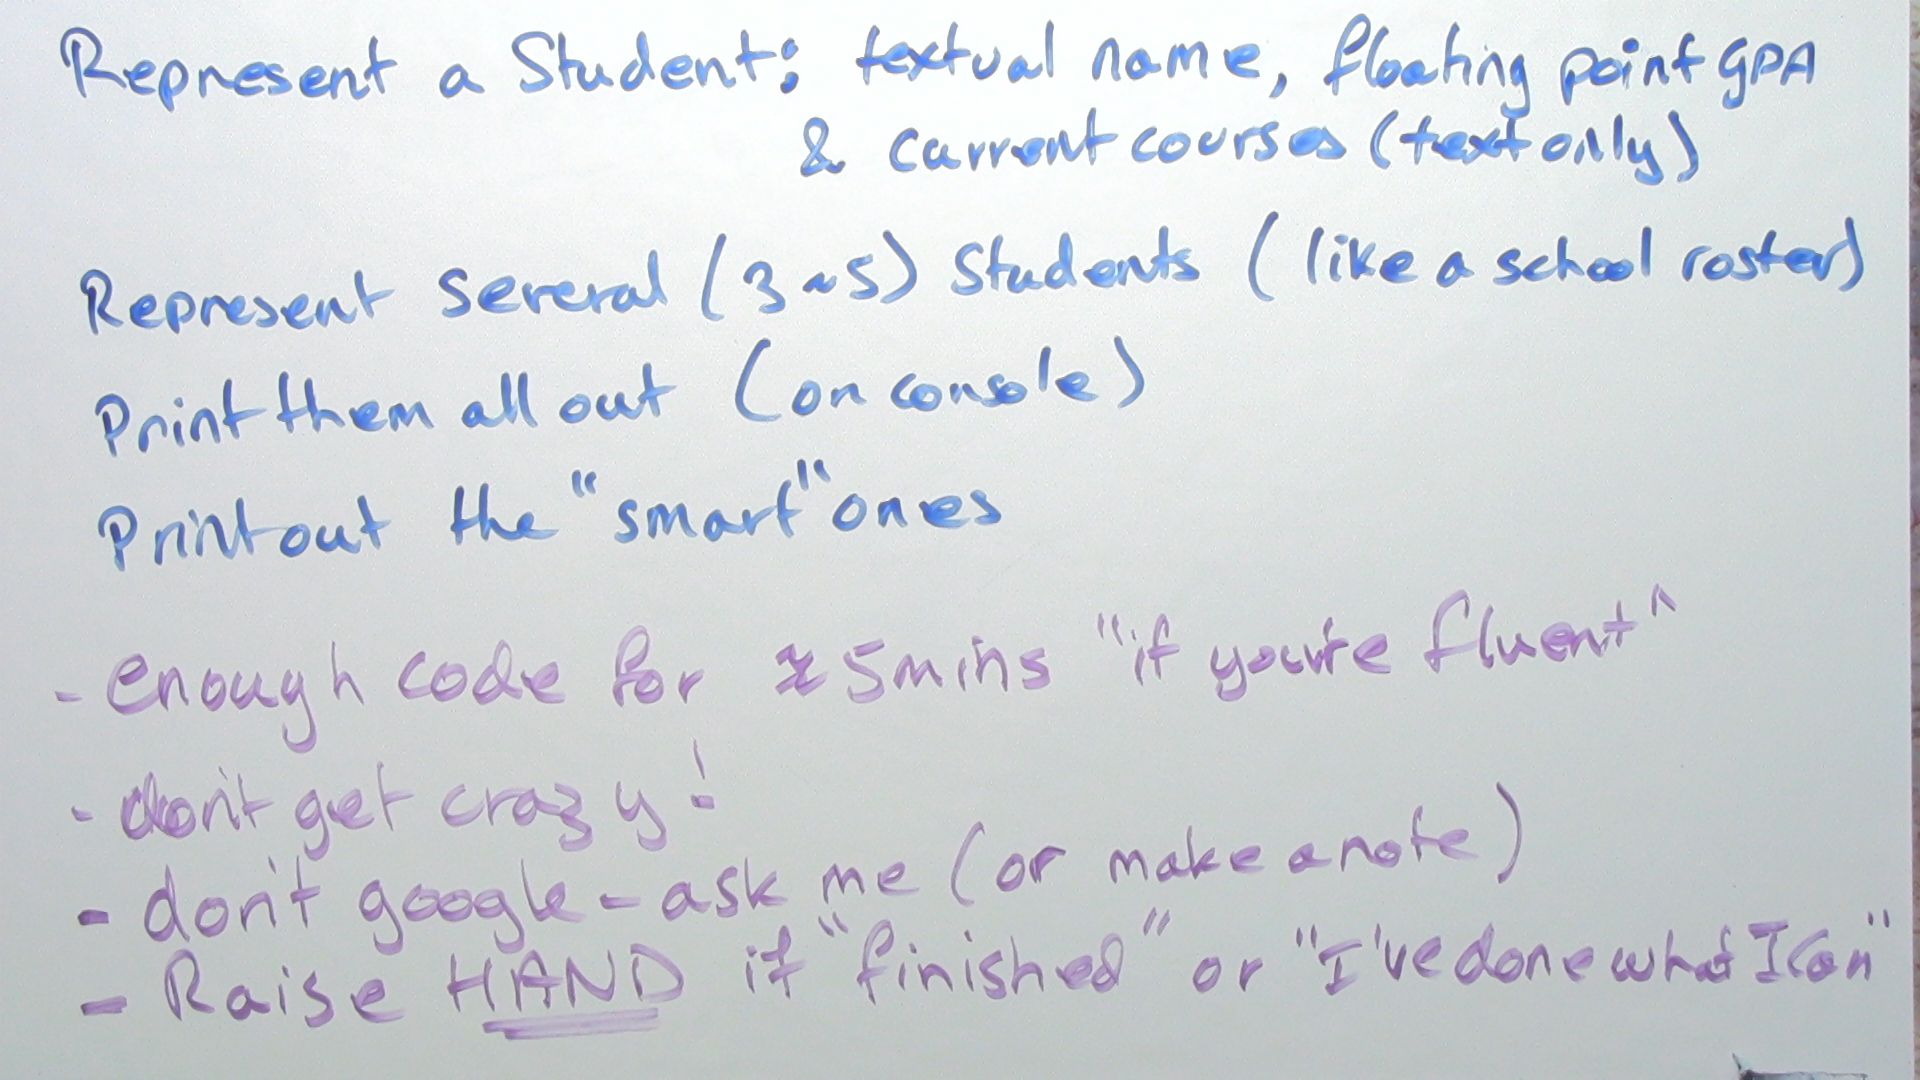 Represent a Student: textual name, floating point GPA
& current courses (text only)
Represent several (3~5) Students (like a school roster)
Print them all out (on console)
Print out the "smart" ones
- enough code for ≈5mins "if you're fluent"
- don't get crazy!
- don't google - ask me (or make a note)
- Raise HAND if "finished" or "I've done what I can"